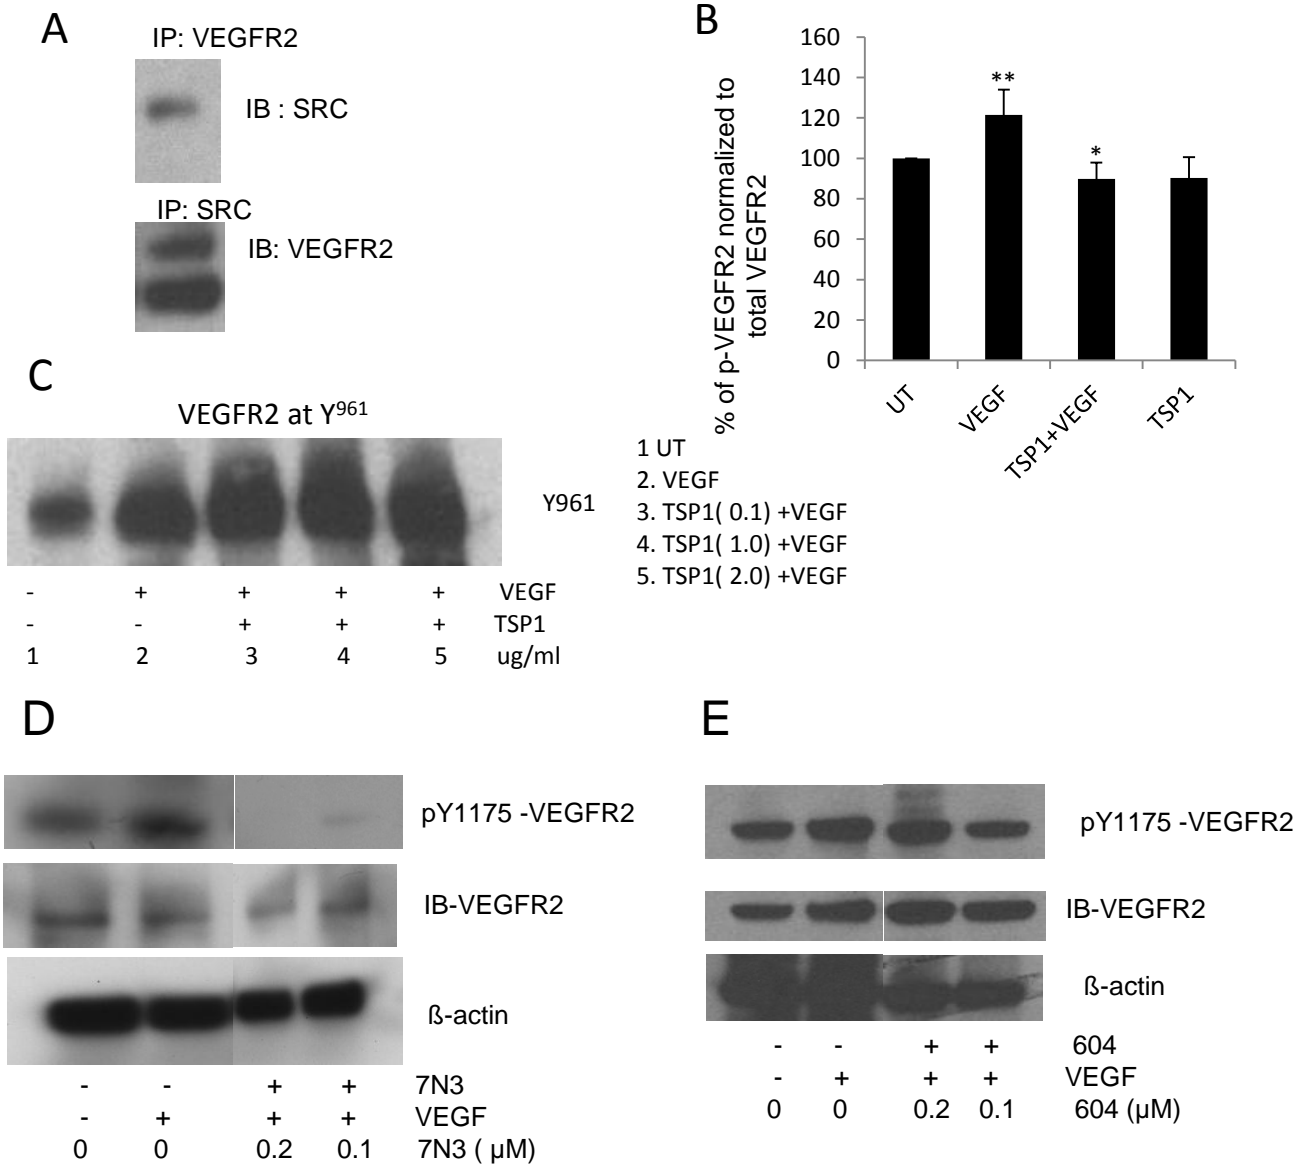 A
IP: VEGFR2
IB : SRC
IP: SRC
IB: VEGFR2
B
% of p-VEGFR2 normalized to
total VEGFR2
160
140
120
100
80
60
40
20
0
**
*
UT
VEGF
TSP1+VEGF
TSP1
C
VEGFR2 at Y961
Y961
- + + + + VEGF
- - + + + TSP1
1 2 3 4 5 ug/ml
1 UT
2. VEGF
3. TSP1( 0.1) +VEGF
4. TSP1( 1.0) +VEGF
5. TSP1( 2.0) +VEGF
D
pY1175 -VEGFR2
IB-VEGFR2
ß-actin
- - + + 7N3
- + + + VEGF
0 0 0.2 0.1 7N3 ( µM)
E
pY1175 -VEGFR2
IB-VEGFR2
ß-actin
- - + + 604
- + + + VEGF
0 0 0.2 0.1 604 (µM)